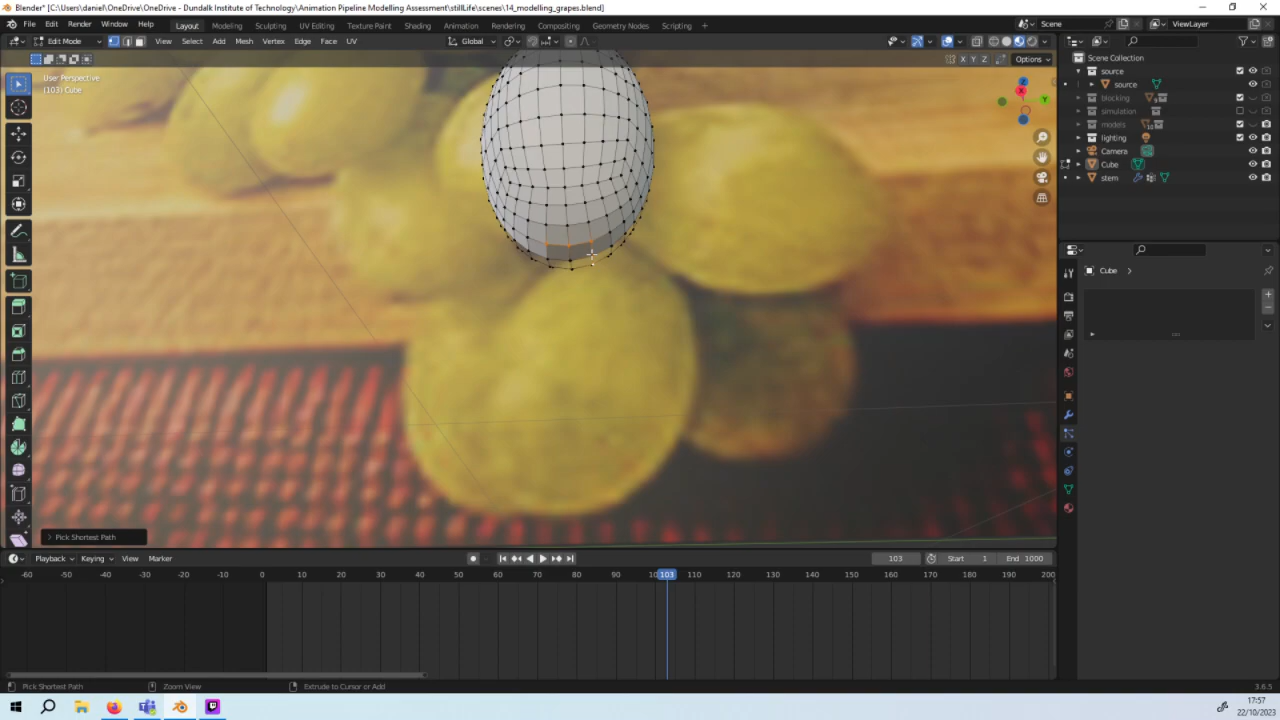 Blender* [C:\Users\daniel\OneDrive\OneDrive - Dundalk Institute of Technology\Animation Pipeline Modelling Assessment\stillLife\scenes\14_modelling_grapes.blend]
File Edit Render Window Help Layout Modeling Sculpting UV Editing Texture Paint Shading Animation Rendering Compositing Geometry Nodes Scripting + Scene ViewLayer
Edit Mode View Select Add Mesh Vertex Edge Face UV Global
X Y Z Options
User Perspective
(103) Cube
Scene Collection
source
source
blocking
simulation
models
lighting
Camera
Cube
stem
Cube
Pick Shortest Path
Playback Keying View Marker 103 Start 1 End 1000
-60 -50 -40 -30 -20 -10 0 10 20 30 40 50 60 70 80 90 103 110 120 130 140 150 160 170 180 190 200
Pick Shortest Path Zoom View Extrude to Cursor or Add 3.6.5
17:57
22/10/2023